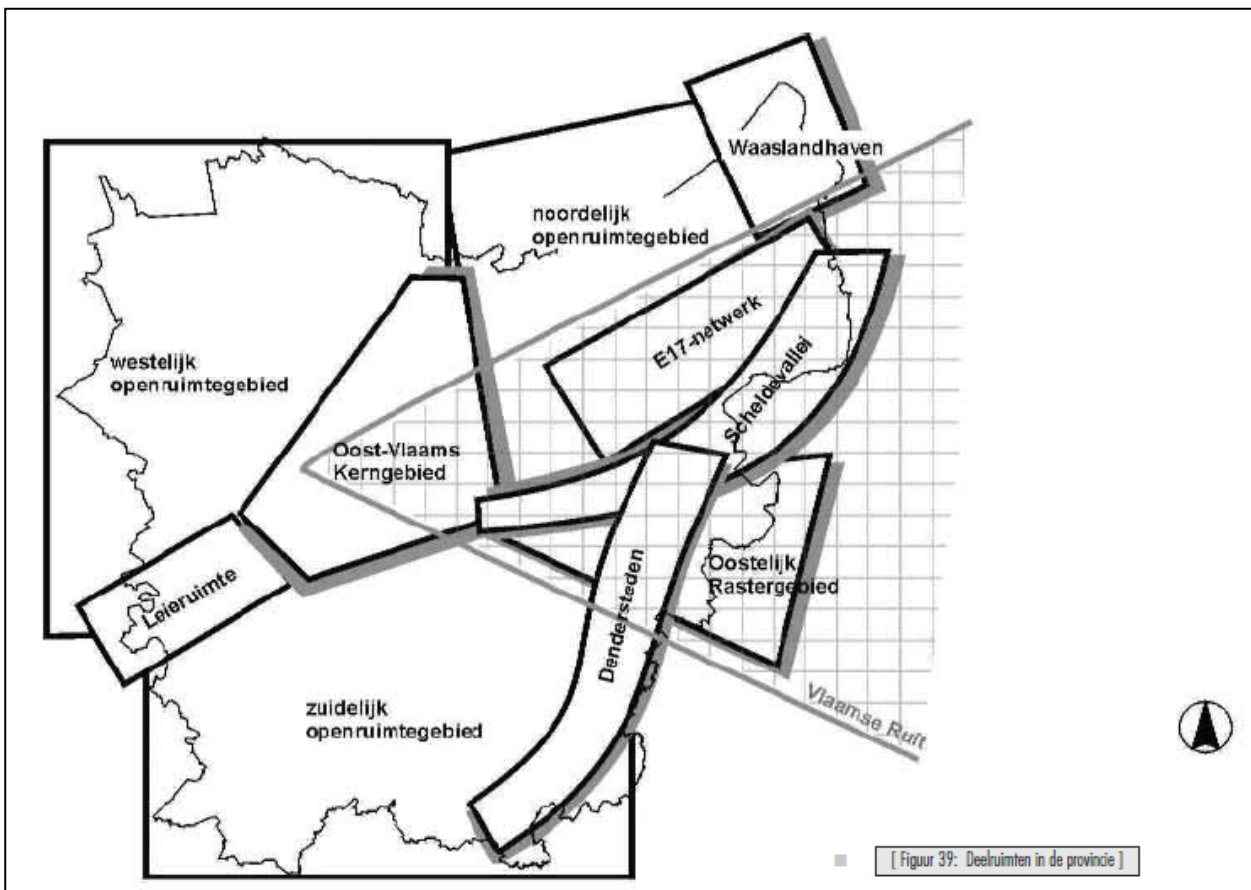 Waaslandhaven
noordelijk
openruimtegebied
E17-netwerk
westelijk
openruimtegebied
Scheldevallei
Oost-Vlaams
Kerngebied
Oostelijk
Rastergebied
Leieruimte
Dendersteden
zuidelijk
openruimtegebied
Vlaamse Ruit
[ Figuur 39: Deelruimten in de provincie ]